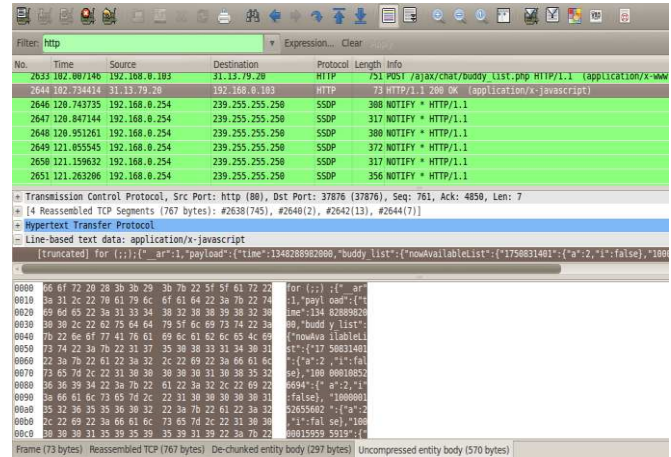 Filter: http Expression... Clear
No. Time Source Destination Protocol Length Info
2633 102.007146 192.168.0.103 31.13.79.20 HTTP 751 POST /ajax/chat/buddy_list.php HTTP/1.1 (application/x-www
2644 102.734414 31.13.79.20 192.168.0.103 HTTP 73 HTTP/1.1 200 OK (application/x-javascript)
2646 120.743735 192.168.0.254 239.255.255.250 SSDP 308 NOTIFY * HTTP/1.1
2647 120.847144 192.168.0.254 239.255.255.250 SSDP 317 NOTIFY * HTTP/1.1
2648 120.951261 192.168.0.254 239.255.255.250 SSDP 380 NOTIFY * HTTP/1.1
2649 121.055545 192.168.0.254 239.255.255.250 SSDP 372 NOTIFY * HTTP/1.1
2650 121.159632 192.168.0.254 239.255.255.250 SSDP 317 NOTIFY * HTTP/1.1
2651 121.263206 192.168.0.254 239.255.255.250 SSDP 356 NOTIFY * HTTP/1.1
+ Transmission Control Protocol, Src Port: http (80), Dst Port: 37876 (37876), Seq: 761, Ack: 4850, Len: 7
+ [4 Reassembled TCP Segments (767 bytes): #2638(745), #2640(2), #2642(13), #2644(7)]
+ Hypertext Transfer Protocol
− Line-based text data: application/x-javascript
[truncated] for (;;);{"__ar":1,"payload":{"time":1348288982000,"buddy_list":{"nowAvailableList":{"1750831401":{"a":2,"i":false},"1000
0000 66 6f 72 20 28 3b 3b 29 3b 7b 22 5f 5f 61 72 22 for (;;) ;{"__ar"
0010 3a 31 2c 22 70 61 79 6c 6f 61 64 22 3a 7b 22 74 :1,"payl oad":{"t
0020 69 6d 65 22 3a 31 33 34 38 32 38 38 39 38 32 30 ime":134 82889820
0030 30 30 2c 22 62 75 64 64 79 5f 6c 69 73 74 22 3a 00,"budd y_list":
0040 7b 22 6e 6f 77 41 76 61 69 6c 61 62 6c 65 4c 69 {"nowAva ilableLi
0050 73 74 22 3a 7b 22 31 37 35 30 38 33 31 34 30 31 st":{"17 50831401
0060 22 3a 7b 22 61 22 3a 32 2c 22 69 22 3a 66 61 6c ":{"a":2 ,"i":fal
0070 73 65 7d 2c 22 31 30 30 30 30 30 31 30 38 35 32 se},"100 00010852
0080 36 36 39 34 22 3a 7b 22 61 22 3a 32 2c 22 69 22 6694":{" a":2,"i"
0090 3a 66 61 6c 73 65 7d 2c 22 31 30 30 30 30 30 31 :false}, "1000001
00a0 35 32 36 35 35 36 30 32 22 3a 7b 22 61 22 3a 32 52655602 ":{"a":2
00b0 2c 22 69 22 3a 66 61 6c 73 65 7d 2c 22 31 30 30 ,"i":fal se},"100
00c0 30 30 30 31 35 39 35 39 35 39 31 39 22 3a 7b 22 00015959 5919":{"
Frame (73 bytes) Reassembled TCP (767 bytes) De-chunked entity body (297 bytes) Uncompressed entity body (570 bytes)